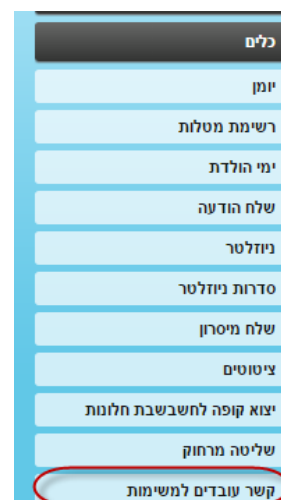 כלים
יומן
רשימת מטלות
ימי הולדת
שלח הודעה
ניוזלטר
סדרות ניוזלטר
שלח מיסרון
ציטוטים
יצוא קופה לחשבשבת חלונות
שליטה מרחוק
קשר עובדים למשימות